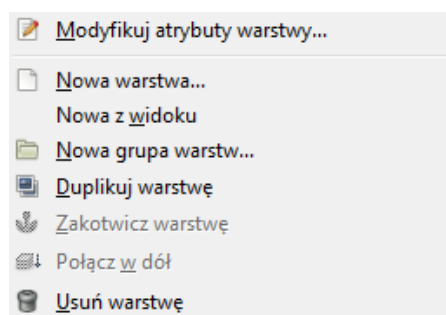 Modyfikuj atrybuty warstwy...
Nowa warstwa...
Nowa z widoku
Nowa grupa warstw...
Duplikuj warstwę
Zakotwicz warstwę
Połącz w dół
Usuń warstwę